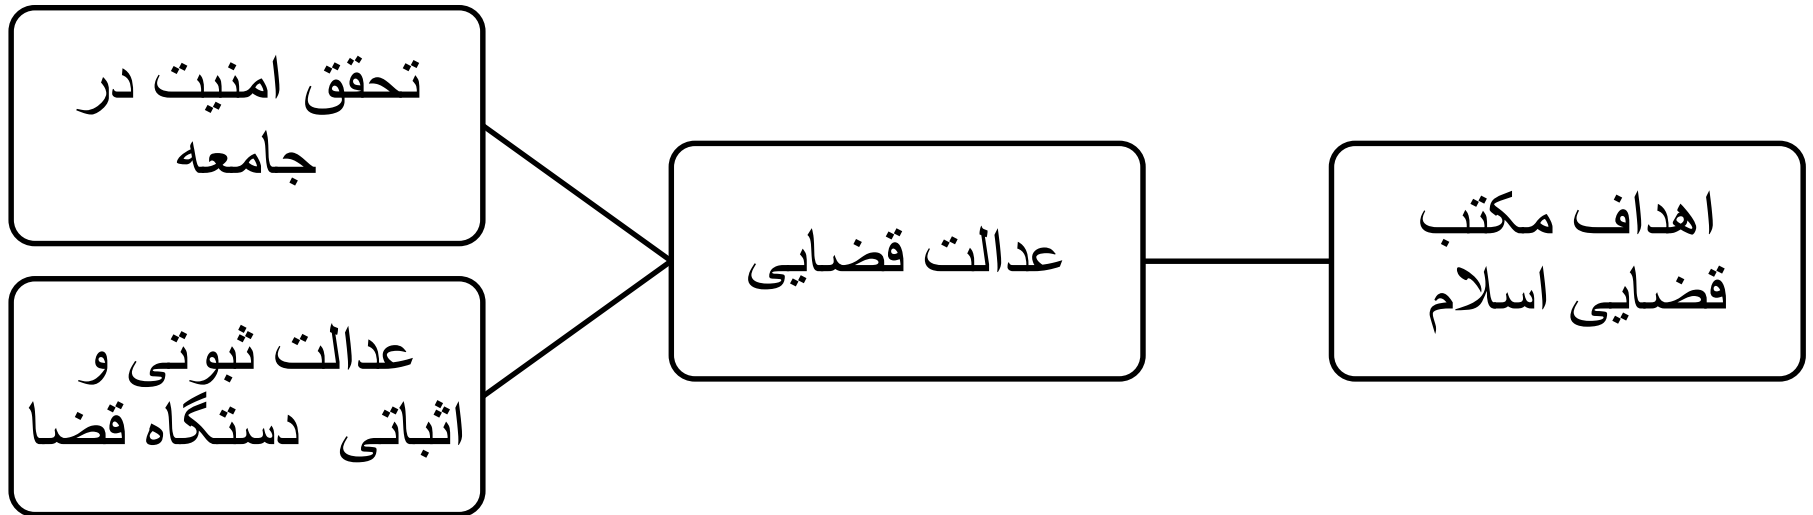 اهداف مکتب
قضایی اسلام
عدالت قضایی
تحقق امنیت در
جامعه
عدالت ثبوتی و
اثباتی دستگاه قضا